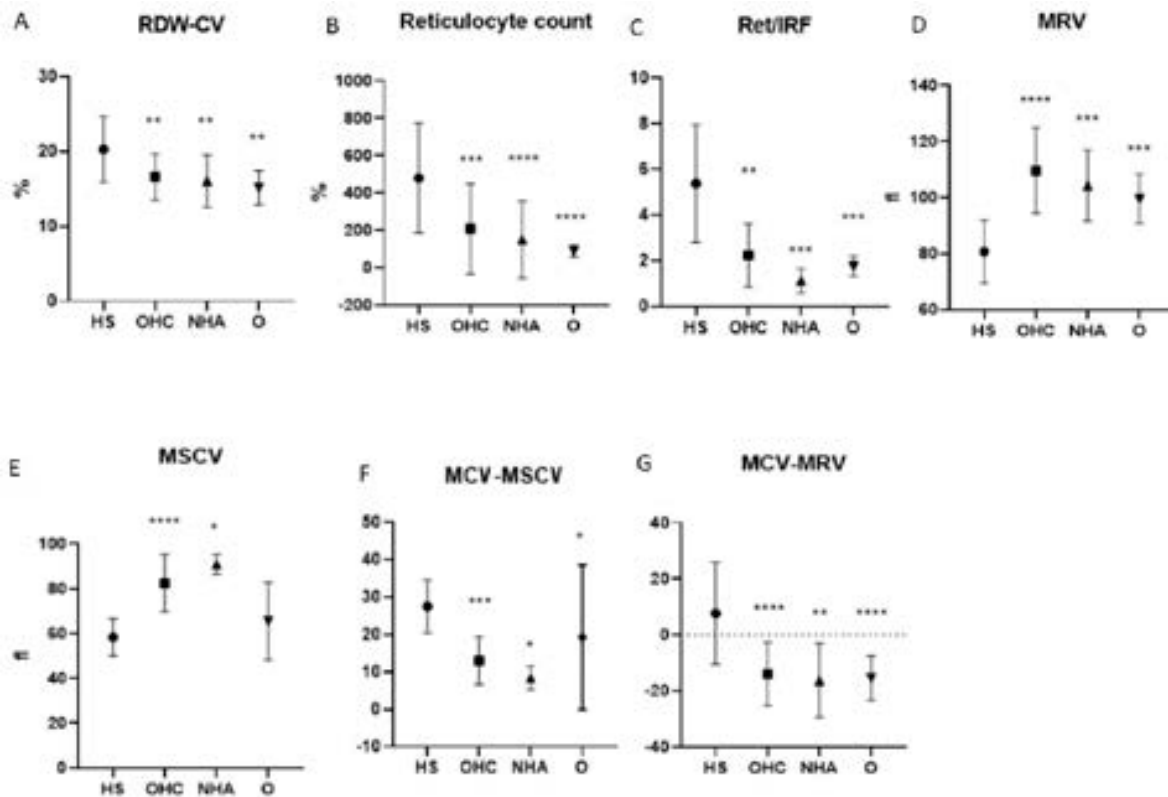 A RDW-CV
30
20
10
0
%
** ** **
HS OHC NHA O
B Reticulocyte count
1000
800
600
400
200
0
-200
%
*** **** ****
HS OHC NHA O
C Ret/IRF
10
8
6
4
2
0
** *** ***
HS OHC NHA O
D MRV
140
120
100
80
60
fl
**** *** ***
HS OHC NHA O
E MSCV
100
80
60
40
20
0
fl
**** *
HS OHC NHA O
F MCV-MSCV
50
40
30
20
10
0
-10
*** * *
HS OHC NHA O
G MCV-MRV
40
20
0
-20
-40
**** ** ****
HS OHC NHA O